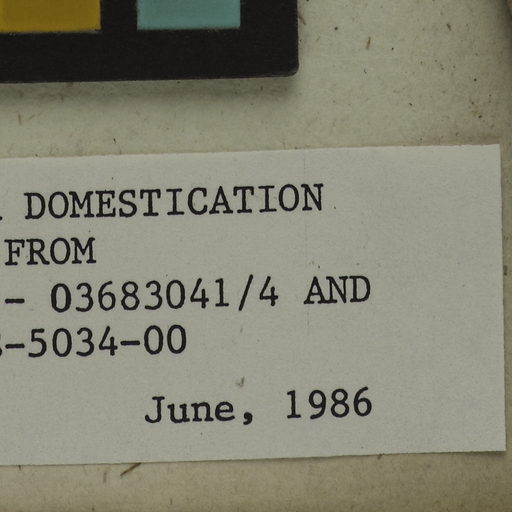 DOMESTICATION
FROM
- 03683041/4 AND
-5034-00
June, 1986